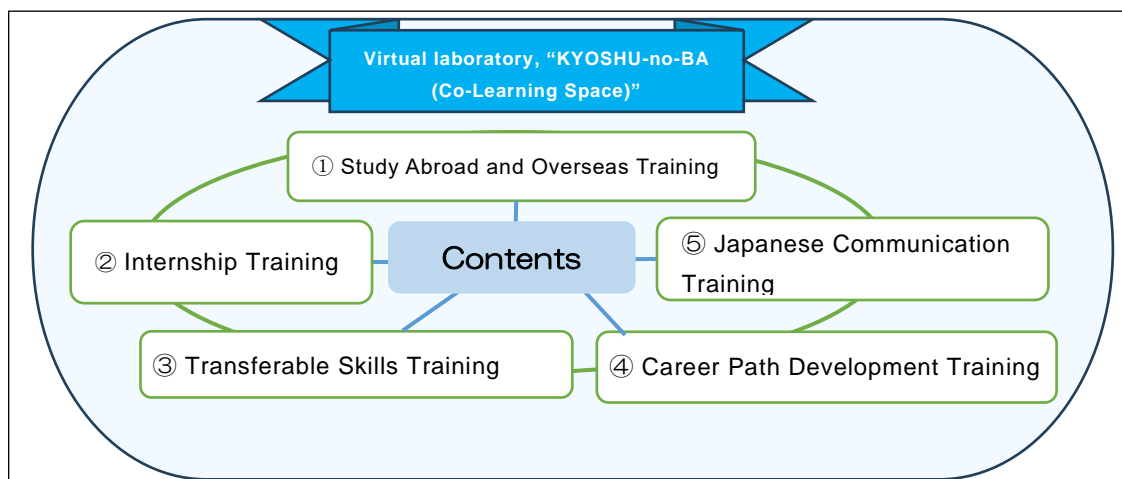 Virtual laboratory, “KYOSHU-no-BA
(Co-Learning Space)”
① Study Abroad and Overseas Training
② Internship Training
Contents
⑤ Japanese Communication
Training
③ Transferable Skills Training
④ Career Path Development Training